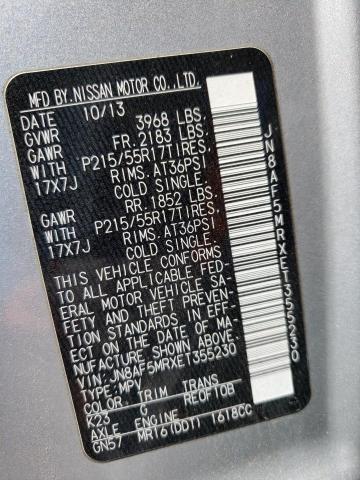 MFD BY.NISSAN MOTOR CO.,LTD.
DATE 10/13
GVWR 3968 LBS.
GAWR FR. 2183 LBS.
P215/55R17TIRES,
17X7J RIMS, AT36PSI
COLD SINGLE.
GAWR RR. 1852 LBS.
P215/55R17TIRES,
17X7J RIMS, AT36PSI
COLD SINGLE.
THIS VEHICLE CONFORMS
TO ALL APPLICABLE FED-
ERAL MOTOR VEHICLE SA-
FETY AND THEFT PREVEN-
TION STANDARDS IN EFF-
ECT ON THE DATE OF MA-
NUFACTURE SHOWN ABOVE.
VIN:JN8AF5MRXET355230
TYPE:MPV
COLOR TRIM TRANS
K23 G RE0F10B
AXLE ENGINE
GN57 MR16(DDT) 1618CC
JN8AF5MRXET355230